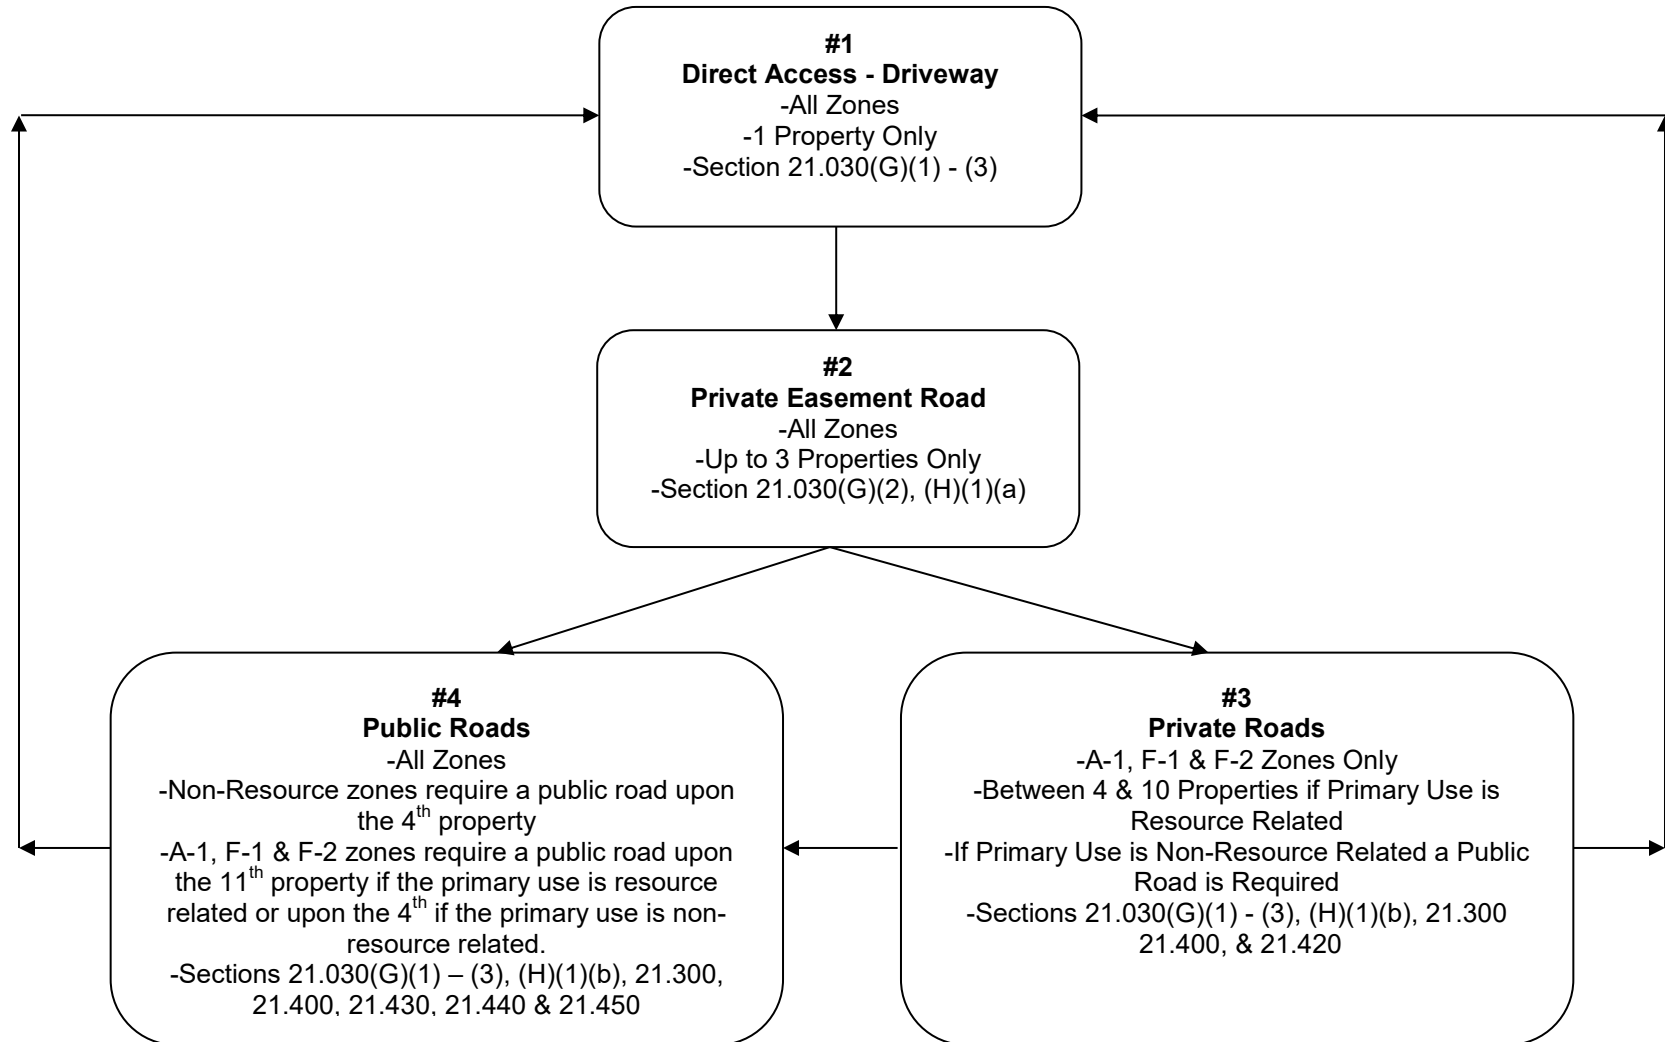 #1
Direct Access - Driveway
-All Zones
-1 Property Only
-Section 21.030(G)(1) - (3)
#2
Private Easement Road
-All Zones
-Up to 3 Properties Only
-Section 21.030(G)(2), (H)(1)(a)
#4
Public Roads
-All Zones
-Non-Resource zones require a public road upon
the 4th property
-A-1, F-1 & F-2 zones require a public road upon
the 11th property if the primary use is resource
related or upon the 4th if the primary use is non-
resource related.
-Sections 21.030(G)(1) – (3), (H)(1)(b), 21.300,
21.400, 21.430, 21.440 & 21.450
#3
Private Roads
-A-1, F-1 & F-2 Zones Only
-Between 4 & 10 Properties if Primary Use is
Resource Related
-If Primary Use is Non-Resource Related a Public
Road is Required
-Sections 21.030(G)(1) - (3), (H)(1)(b), 21.300
21.400, & 21.420